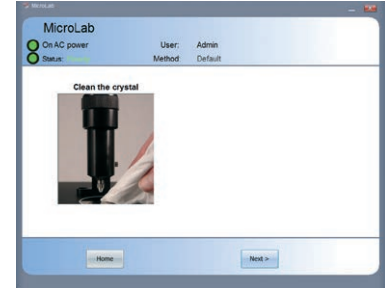 MicroLab
MicroLab
On AC power User: Admin
Status: Method Default
Clean the crystal
Home Next >